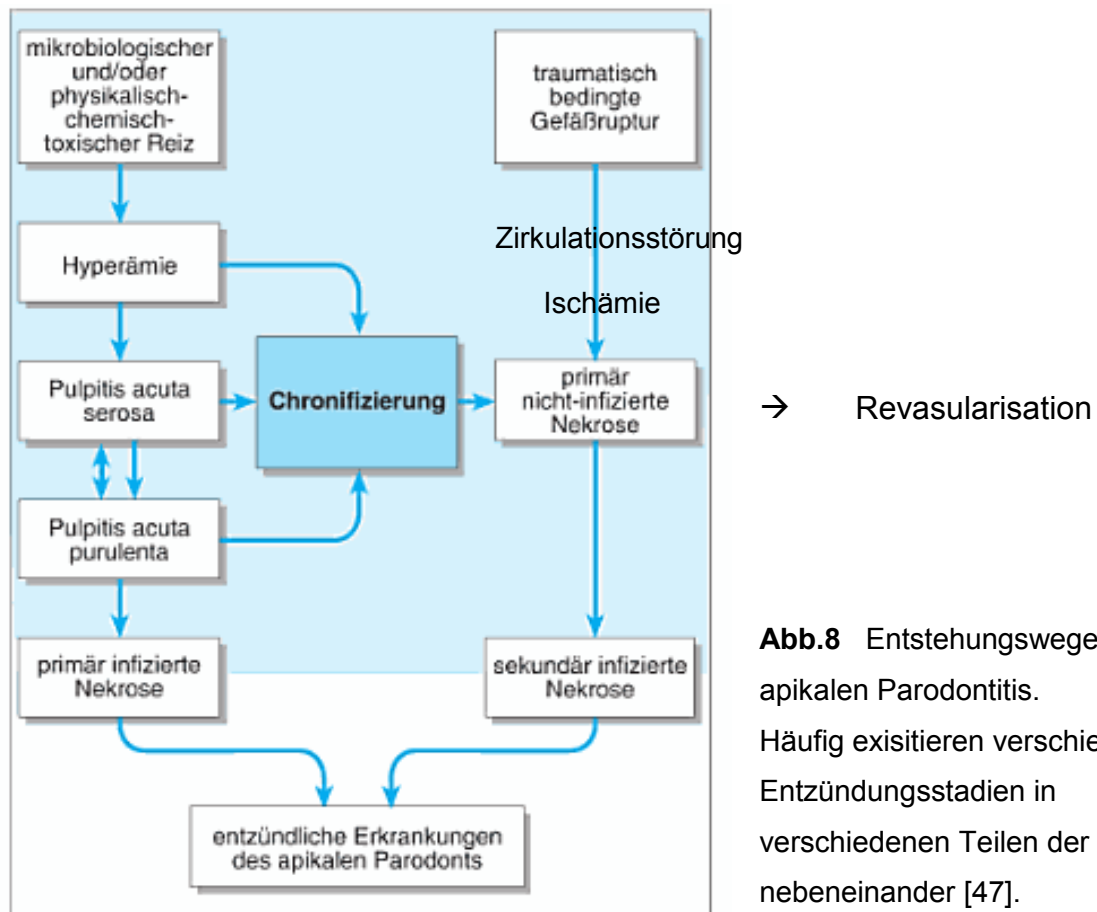 mikrobiologischer
und/oder
physikalisch-
chemisch-
toxischer Reiz
traumatisch
bedingte
Gefäßruptur
Zirkulationsstörung
Hyperämie
Ischämie
Pulpitis acuta
serosa
Chronifizierung
primär
nicht-infizierte
Nekrose
→ Revasularisation
Pulpitis acuta
purulenta
primär infizierte
Nekrose
sekundär infizierte
Nekrose
entzündliche Erkrankungen
des apikalen Parodonts
Abb.8 Entstehungswege
apikalen Parodontitis.
Häufig exisitieren verschie
Entzündungsstadien in
verschiedenen Teilen der
nebeneinander [47].